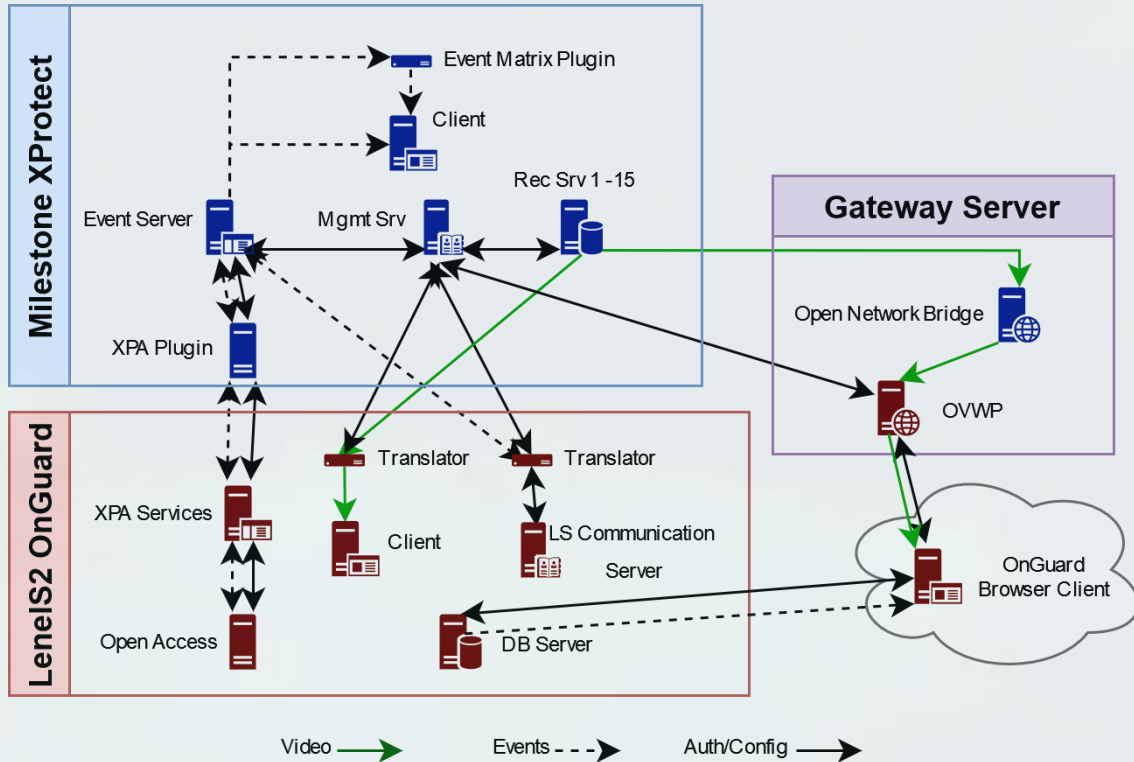 Milestone XProtect
Event Matrix Plugin
Client
Rec Srv 1 -15
Event Server
Mgmt Srv
XPA Plugin
Gateway Server
Open Network Bridge
OVWP
LenelS2 OnGuard
Translator
Translator
XPA Services
Client
LS Communication
Server
Open Access
DB Server
OnGuard
Browser Client
Video
Events
Auth/Config